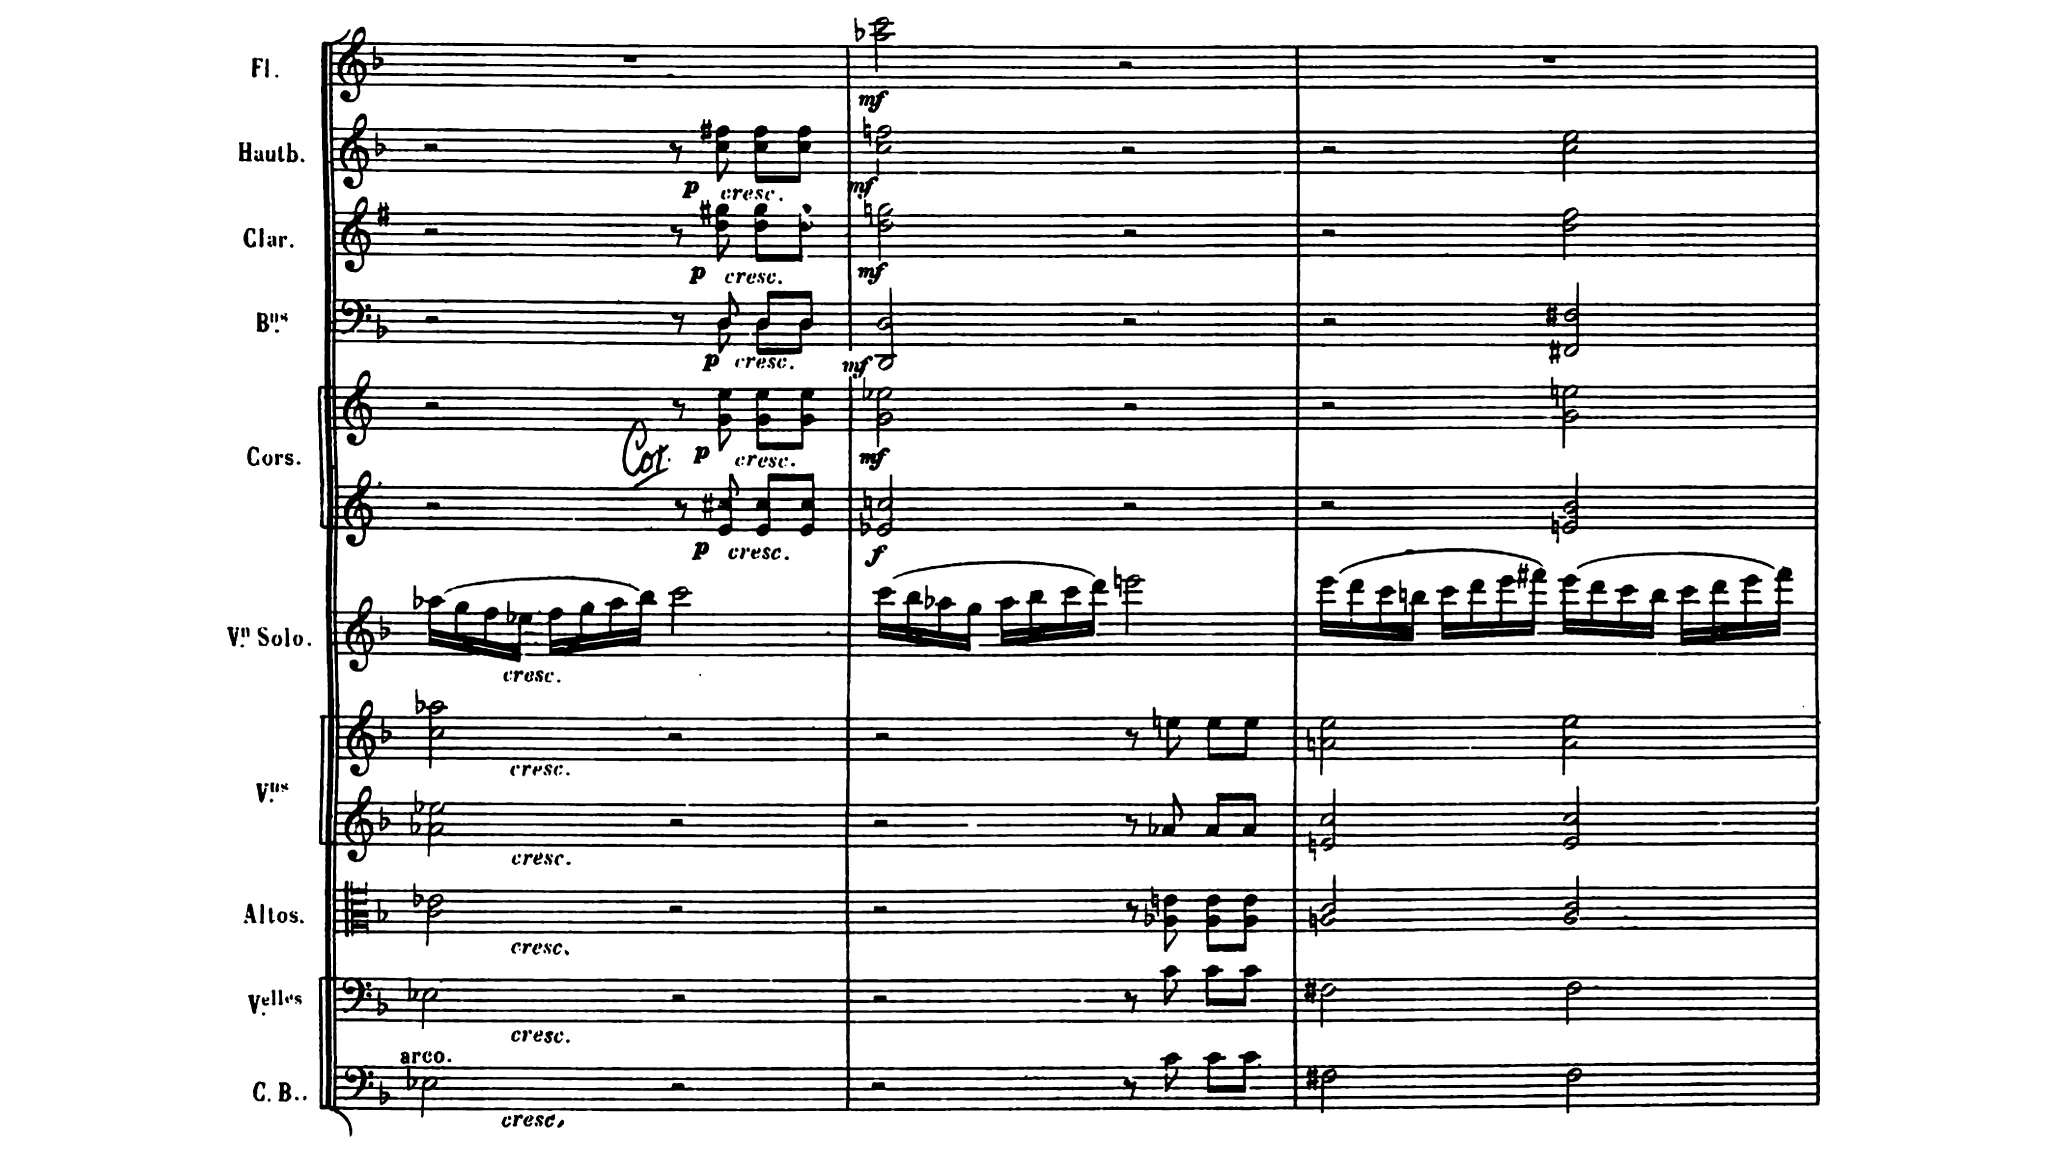 Fl.
mf
Hautb.
p cresc. mf
Clar.
p cresc. mf
B.ns
p cresc. mf
Cors.
Cor. p cresc. mf
p cresc. f
V.n Solo.
cresc.
V.ns
cresc.
cresc.
Altos.
cresc.
V.elles
cresc.
arco.
C. B..
cresc.